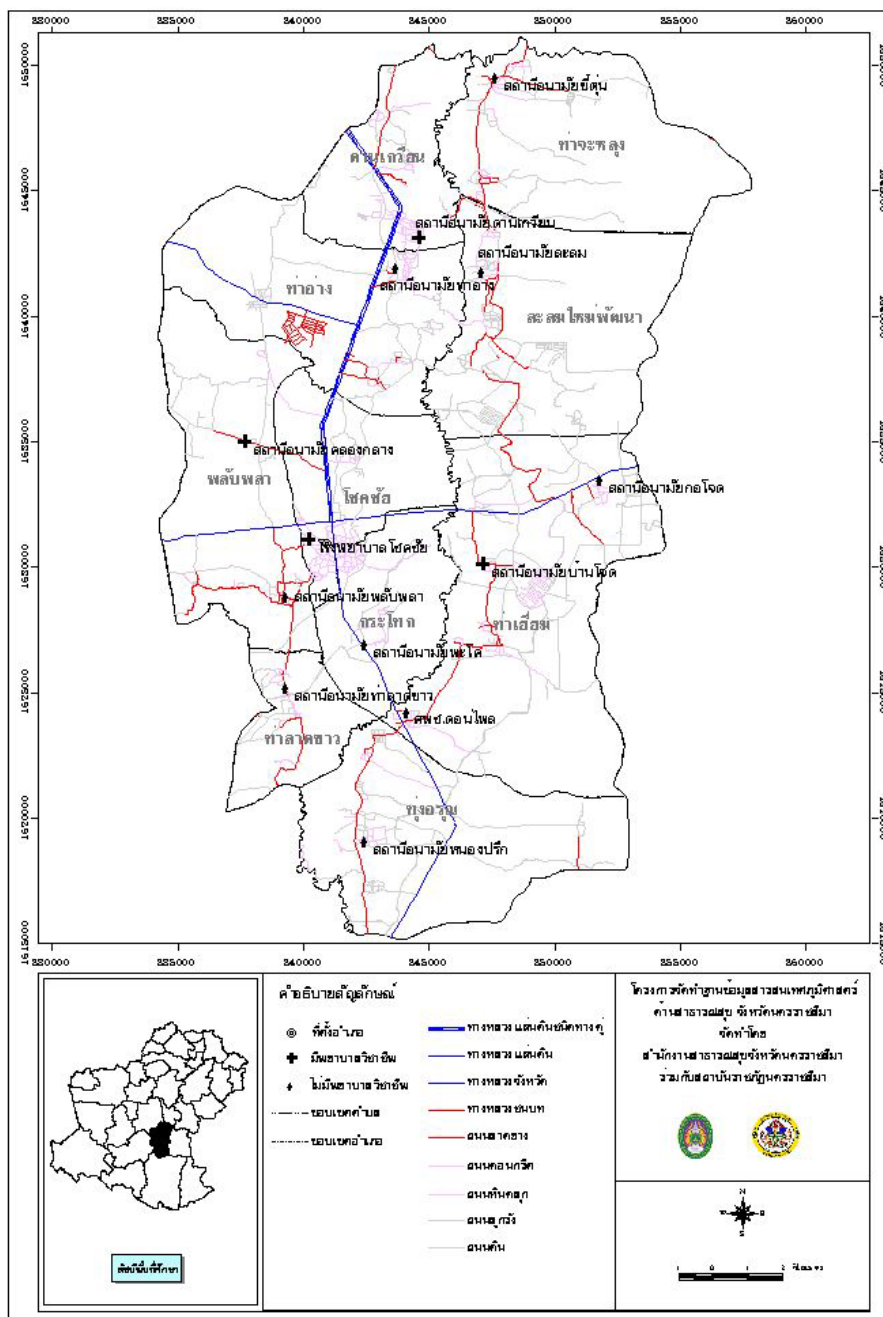 330000 335000 340000 345000 350000 355000 360000
1650000
1645000
1640000
1635000
1630000
1625000
1620000
1615000
สถานีอนามัยขี้ตุ่น
ท่าจะหลุง
ด่านเกวียน
สถานีอนามัยด่านเกวียน
สถานีอนามัยละลม
ท่าอ่าง
สถานีอนามัยท่าอ่าง
ละลมใหม่พัฒนา
สถานีอนามัยคลองกลาง
พลับพลา
โชคชัย
สถานีอนามัยกอโจด
โรงพยาบาลโชคชัย
สถานีอนามัยบ้านโจด
สถานีอนามัยพลับพลา
กระโทก
ท่าเยี่ยม
สถานีอนามัยพะโค
สถานีอนามัยท่าลาดขาว
ศสช.ดอนไพล
ท่าลาดขาว
ทุ่งอรุณ
สถานีอนามัยหนองปรึก
330000 335000 340000 345000 350000 355000 360000
คำอธิบายสัญลักษณ์
ที่ตั้งอำเภอ
มีพยาบาลวิชาชีพ
ไม่มีพยาบาลวิชาชีพ
ขอบเขตตำบล
ขอบเขตอำเภอ
ทางหลวงแผ่นดินชนิดทางคู่
ทางหลวงแผ่นดิน
ทางหลวงจังหวัด
ทางหลวงชนบท
ถนนลาดยาง
ถนนคอนกรีต
ถนนหินคลุก
ถนนลูกรัง
ถนนดิน
โครงการจัดทำฐานข้อมูลสารสนเทศภูมิศาสตร์
ด้านสาธารณสุข จังหวัดนครราชสีมา
จัดทำโดย
สำนักงานสาธารณสุขจังหวัดนครราชสีมา
ร่วมกับสถาบันราชภัฏนครราชสีมา
N
S
ดัชนีพื้นที่ศึกษา